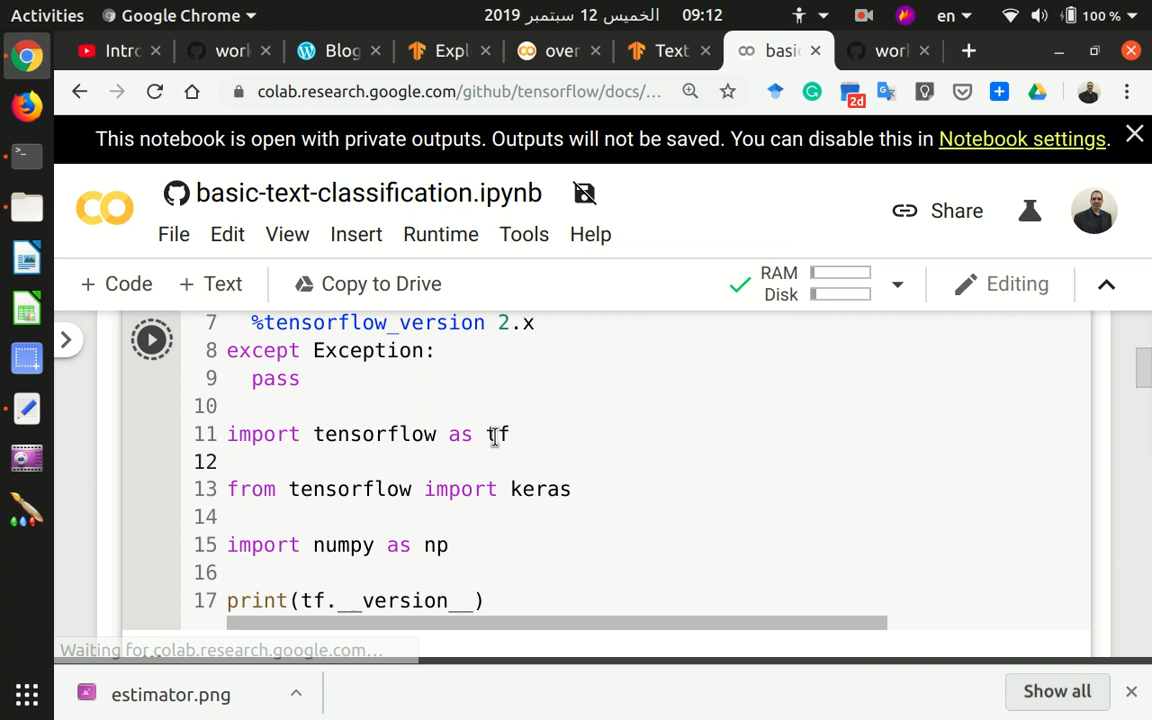 Activities Google Chrome الخميس 12 سبتمبر 2019 09:12 en 100 %
Intro wor Blog Expl over Text basic wor
colab.research.google.com/github/tensorflow/docs/... 2d
This notebook is open with private outputs. Outputs will not be saved. You can disable this in Notebook settings.
basic-text-classification.ipynb
Share
File Edit View Insert Runtime Tools Help
+ Code + Text Copy to Drive RAM Disk Editing
7 %tensorflow_version 2.x
8 except Exception:
9 pass
10
11 import tensorflow as tf
12
13 from tensorflow import keras
14
15 import numpy as np
16
17 print(tf.__version__)
Waiting for colab.research.google.com...
estimator.png Show all